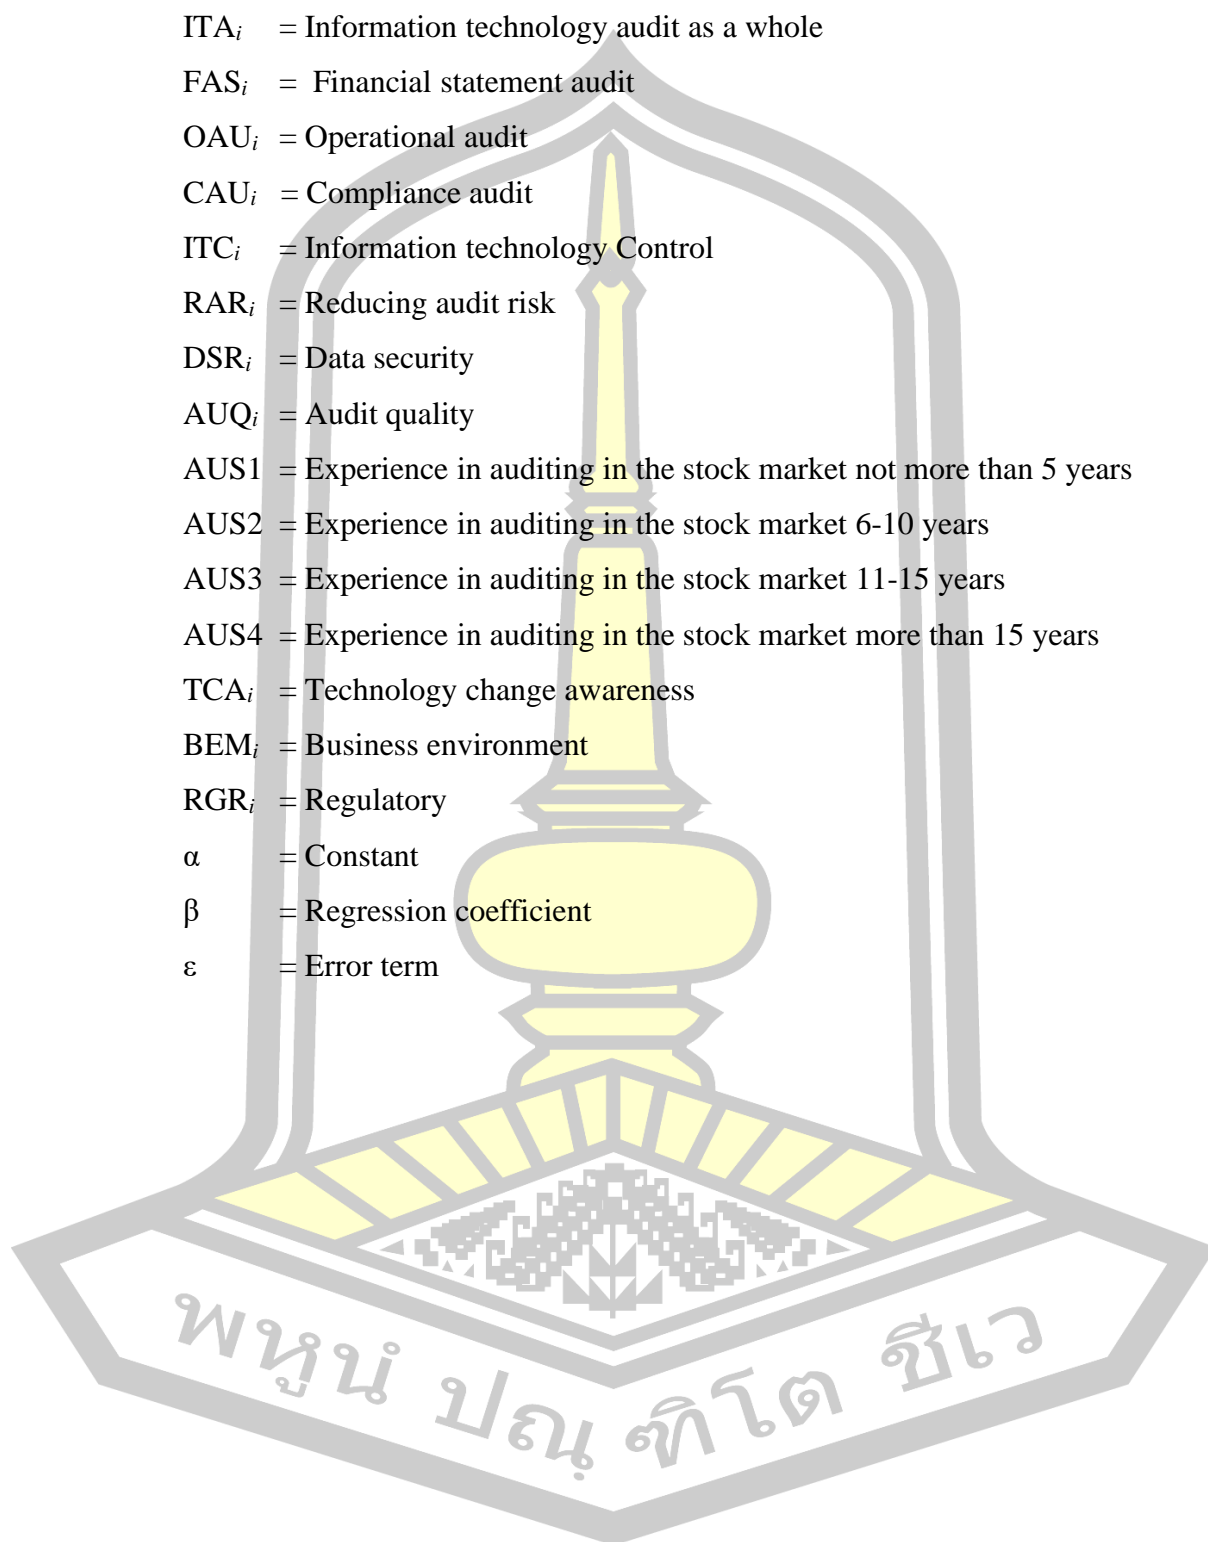 ITAi = Information technology audit as a whole
FASi = Financial statement audit
OAUi = Operational audit
CAUi = Compliance audit
ITCi = Information technology Control
RARi = Reducing audit risk
DSRi = Data security
AUQi = Audit quality
AUS1 = Experience in auditing in the stock market not more than 5 years
AUS2 = Experience in auditing in the stock market 6-10 years
AUS3 = Experience in auditing in the stock market 11-15 years
AUS4 = Experience in auditing in the stock market more than 15 years
TCAi = Technology change awareness
BEMi = Business environment
RGRi = Regulatory
α = Constant
β = Regression coefficient
ε = Error term
พหูนํ ปณฺ ฑิโต ชีเว